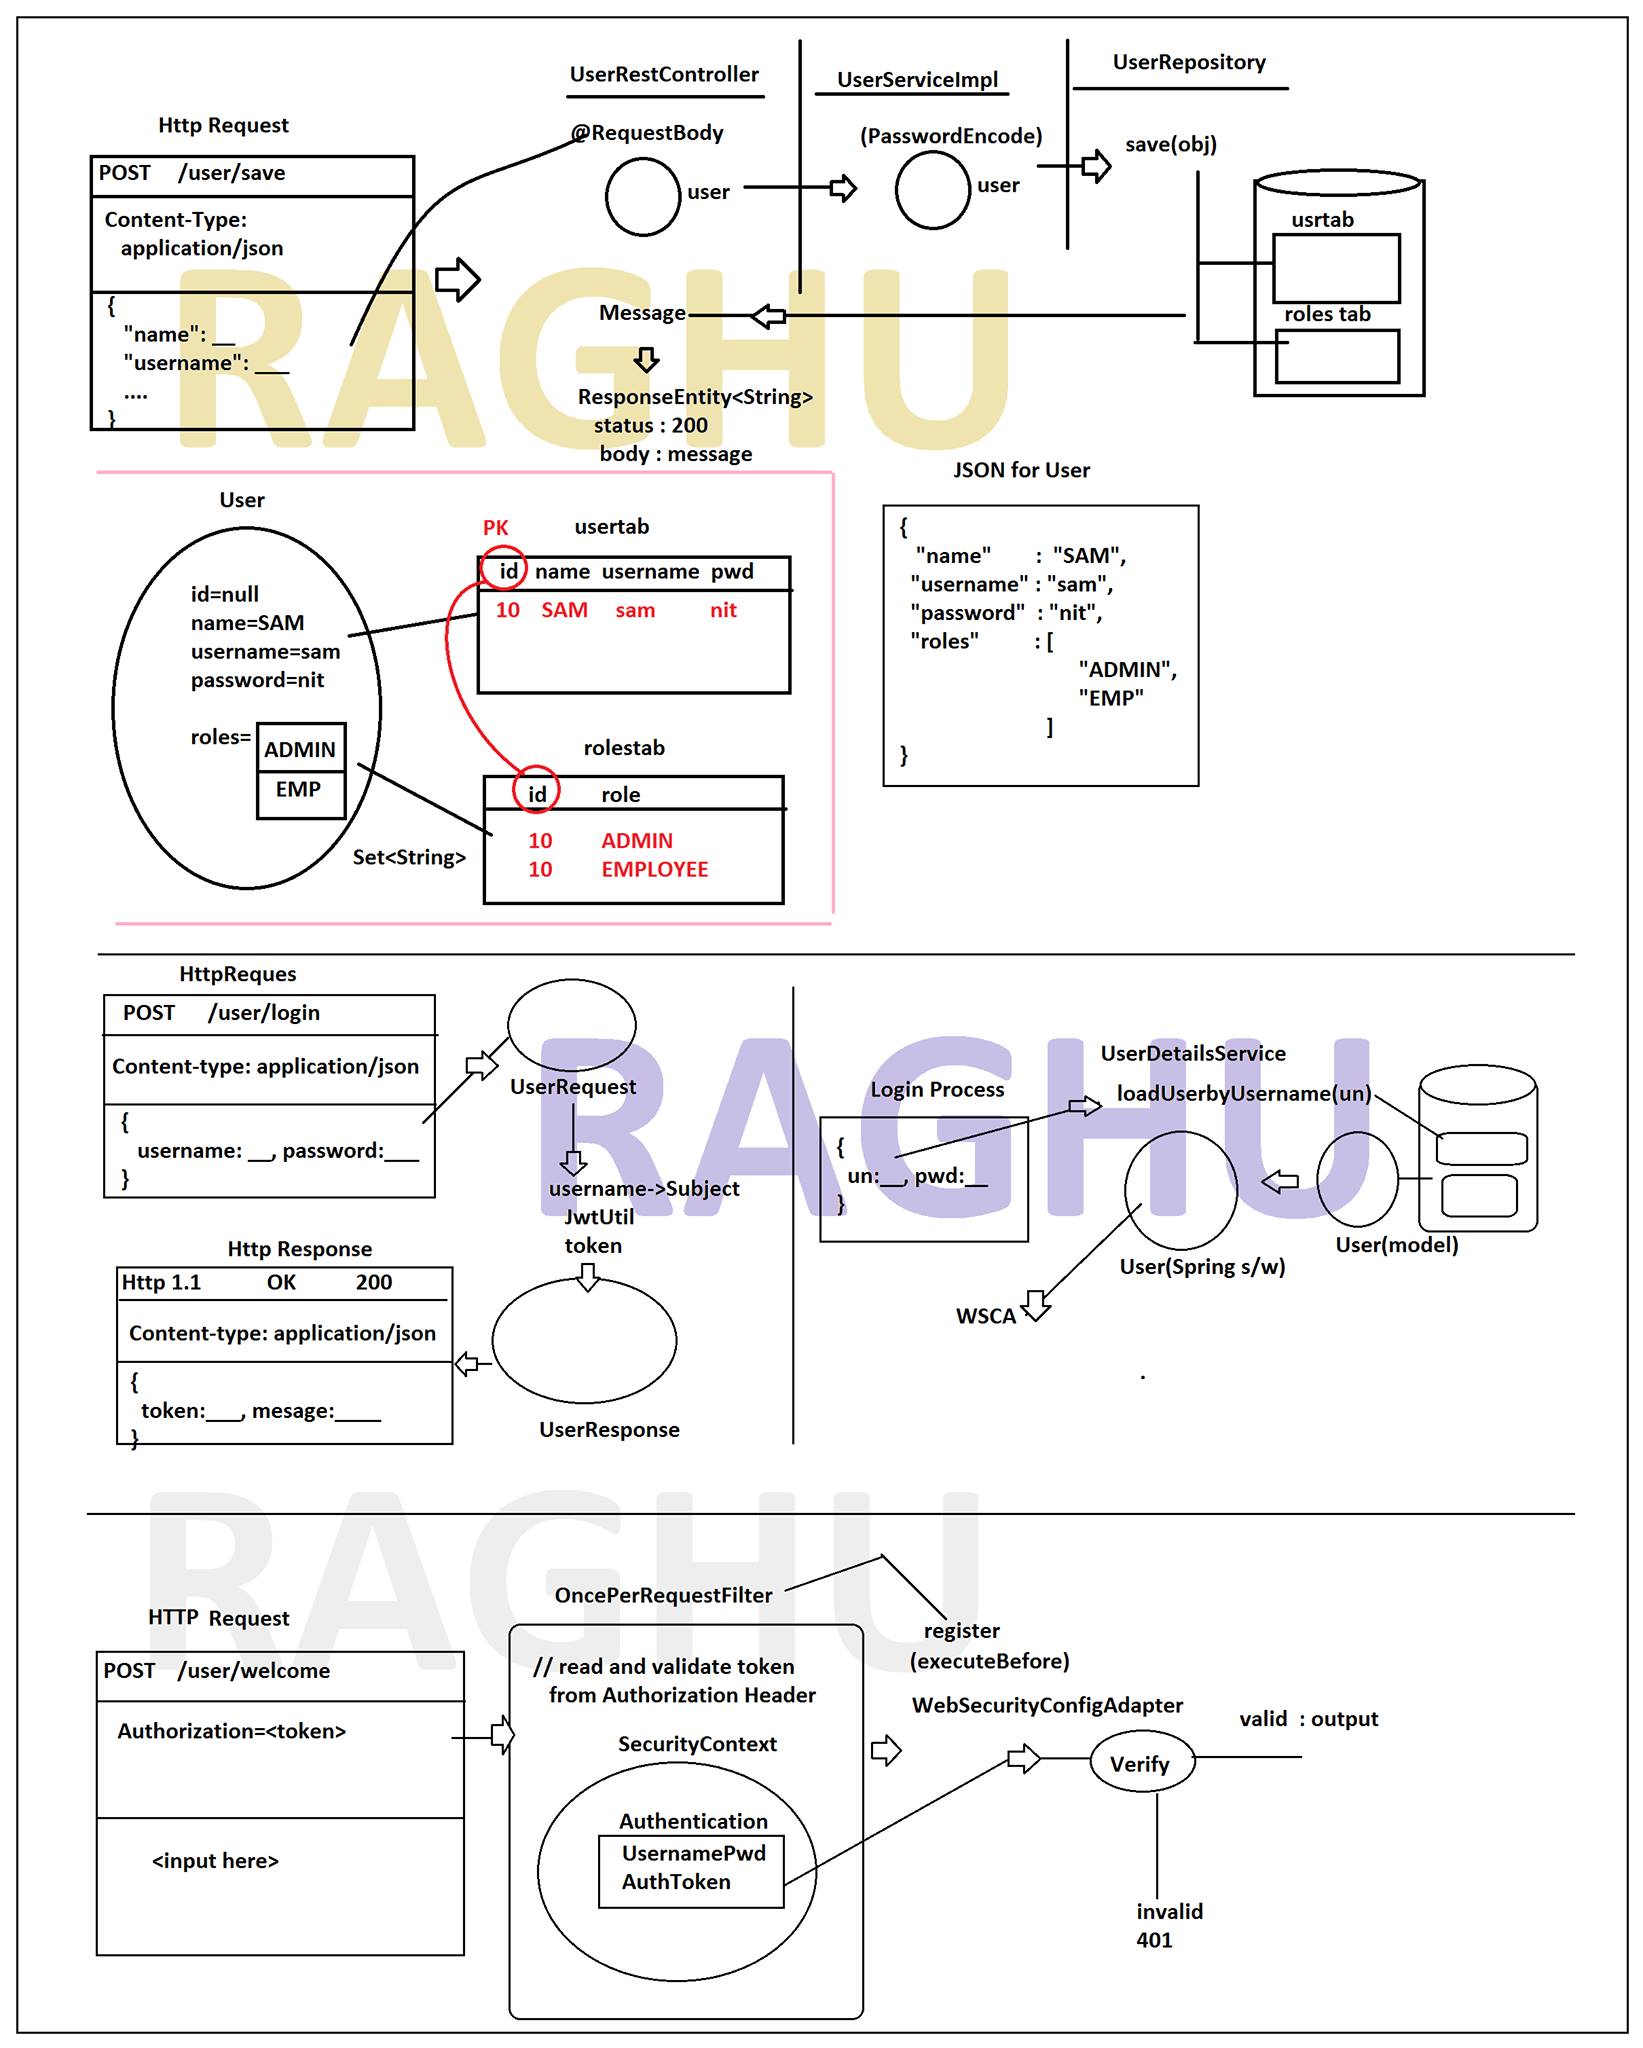 UserRestController
UserServiceImpl
UserRepository
Http Request
@RequestBody
(PasswordEncode)
save(obj)
POST /user/save
user
user
Content-Type:
application/json
usrtab
{
"name": __
"username": ___
....
}
Message
roles tab
ResponseEntity<String>
status : 200
body : message
RAGHU
JSON for User
{
"name" : "SAM",
"username" : "sam",
"password" : "nit",
"roles" : [
"ADMIN",
"EMP"
]
}
User
id=null
name=SAM
username=sam
password=nit
roles=
ADMIN
EMP
Set<String>
PK usertab
id name username pwd
10 SAM sam nit
rolestab
id role
10 ADMIN
10 EMPLOYEE
HttpReques
POST /user/login
Content-type: application/json
{
username: __, password:___
}
UserRequest
username->Subject
JwtUtil
token
Http Response
Http 1.1 OK 200
Content-type: application/json
{
token:___, mesage:____
}
UserResponse
RAGHU
Login Process
{
un:__, pwd:__
}
UserDetailsService
loadUserbyUsername(un)
User(Spring s/w)
User(model)
WSCA
.
RAGHU
HTTP Request
POST /user/welcome
Authorization=<token>
<input here>
OncePerRequestFilter
// read and validate token
from Authorization Header
SecurityContext
Authentication
UsernamePwd
AuthToken
register
(executeBefore)
WebSecurityConfigAdapter
Verify
valid : output
invalid
401